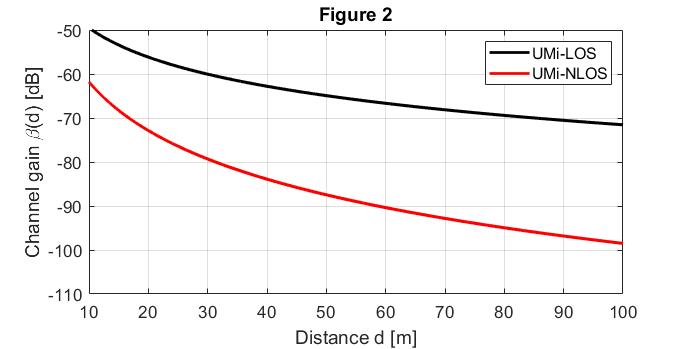 Figure 2
Channel gain β(d) [dB]
-50
-60
-70
-80
-90
-100
-110
UMi-LOS
UMi-NLOS
10 20 30 40 50 60 70 80 90 100
Distance d [m]